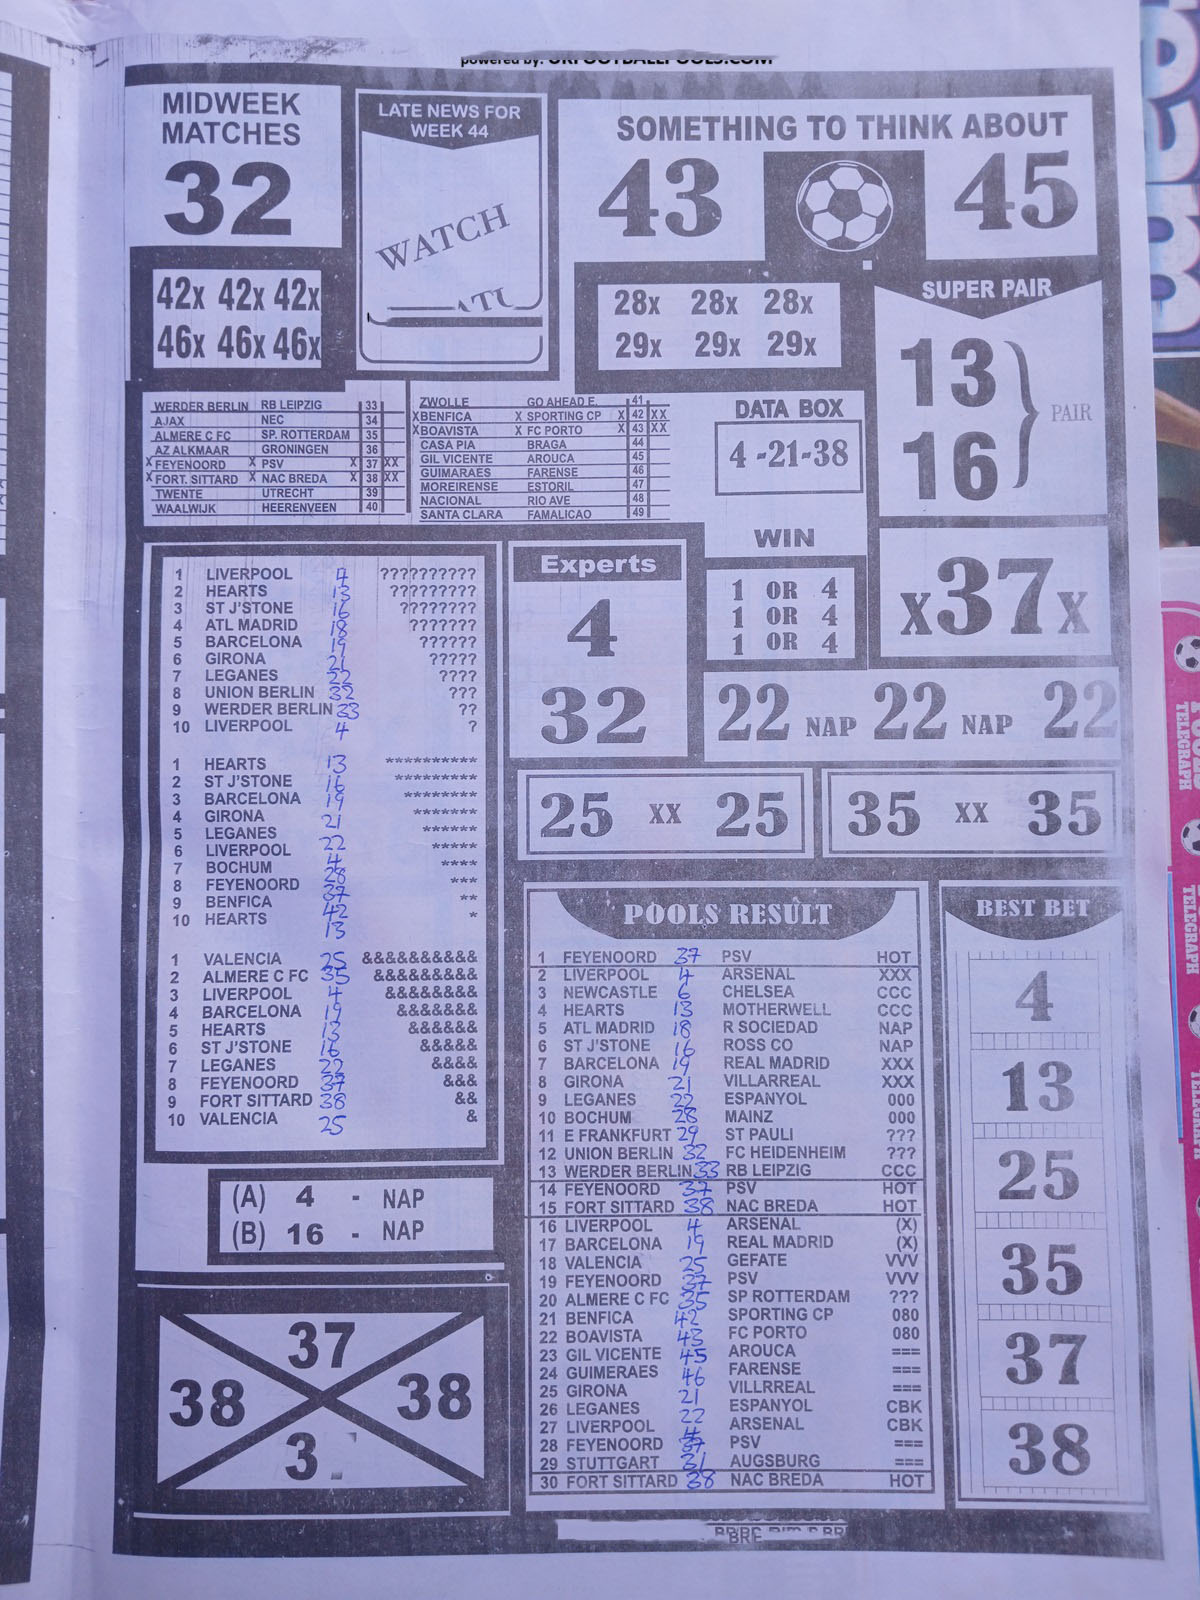 powered by: UKFOOTBALLPOOLS.COM
MIDWEEK
MATCHES
32
42x 42x 42x
46x 46x 46x
LATE NEWS FOR
WEEK 44
WATCH
SOMETHING TO THINK ABOUT
43 45
28x 28x 28x
29x 29x 29x
SUPER PAIR
13
16
PAIR
WERDER BERLIN RB LEIPZIG 33
AJAX NEC 34
ALMERE C FC SP. ROTTERDAM 35
AZ ALKMAAR GRONINGEN 36
X FEYENOORD X PSV X 37 XX
X FORT. SITTARD X NAC BREDA X 38 XX
TWENTE UTRECHT 39
WAALWIJK HEERENVEEN 40
ZWOLLE GO AHEAD E. 41
X BENFICA X SPORTING CP X 42 XX
X BOAVISTA X FC PORTO X 43 XX
CASA PIA BRAGA 44
GIL VICENTE AROUCA 45
GUIMARAES FARENSE 46
MOREIRENSE ESTORIL 47
NACIONAL RIO AVE 48
SANTA CLARA FAMALICAO 49
DATA BOX
4 -21-38
WIN
1 OR 4
1 OR 4
1 OR 4
X37X
Experts
4
32
22 NAP 22 NAP 22
25 XX 25
35 XX 35
1 LIVERPOOL 4 ??????????
2 HEARTS 13 ?????????
3 ST J'STONE 16 ????????
4 ATL MADRID 18 ???????
5 BARCELONA 19 ??????
6 GIRONA 21 ?????
7 LEGANES 22 ????
8 UNION BERLIN 32 ???
9 WERDER BERLIN 33 ??
10 LIVERPOOL 4 ?
1 HEARTS 13 **********
2 ST J'STONE 16 *********
3 BARCELONA 19 ********
4 GIRONA 21 *******
5 LEGANES ******
6 LIVERPOOL 22 *****
7 BOCHUM 4 ****
8 FEYENOORD 28 ***
9 BENFICA 37 **
10 HEARTS 42 *
13
1 VALENCIA 25 &&&&&&&&&&
2 ALMERE C FC 35 &&&&&&&&&
3 LIVERPOOL 4 &&&&&&&&
4 BARCELONA 19 &&&&&&&
5 HEARTS 13 &&&&&&
6 ST J'STONE 16 &&&&&
7 LEGANES 22 &&&&
8 FEYENOORD 37 &&&
9 FORT SITTARD 38 &&
10 VALENCIA 25 &
(A) 4 - NAP
(B) 16 - NAP
37
38 38
3
POOLS RESULT
1 FEYENOORD 37 PSV HOT
2 LIVERPOOL 4 ARSENAL XXX
3 NEWCASTLE 6 CHELSEA CCC
4 HEARTS 13 MOTHERWELL CCC
5 ATL MADRID 18 R SOCIEDAD NAP
6 ST J'STONE 16 ROSS CO NAP
7 BARCELONA 19 REAL MADRID XXX
8 GIRONA 21 VILLARREAL XXX
9 LEGANES 22 ESPANYOL 000
10 BOCHUM 28 MAINZ 000
11 E FRANKFURT 29 ST PAULI ???
12 UNION BERLIN 32 FC HEIDENHEIM ???
13 WERDER BERLIN 33 RB LEIPZIG CCC
14 FEYENOORD 37 PSV HOT
15 FORT SITTARD 38 NAC BREDA HOT
16 LIVERPOOL 4 ARSENAL (X)
17 BARCELONA 19 REAL MADRID (X)
18 VALENCIA 25 GEFATE VVV
19 FEYENOORD 37 PSV VVV
20 ALMERE C FC 35 SP ROTTERDAM ???
21 BENFICA 42 SPORTING CP 080
22 BOAVISTA 43 FC PORTO 080
23 GIL VICENTE 45 AROUCA ===
24 GUIMERAES 46 FARENSE ===
25 GIRONA 21 VILLRREAL ===
26 LEGANES 22 ESPANYOL CBK
27 LIVERPOOL 4 ARSENAL CBK
28 FEYENOORD 37 PSV ===
29 STUTTGART 31 AUGSBURG ===
30 FORT SITTARD 38 NAC BREDA HOT
BEST BET
4
13
25
35
37
38
TELEGRAPH
TELEGRAPH